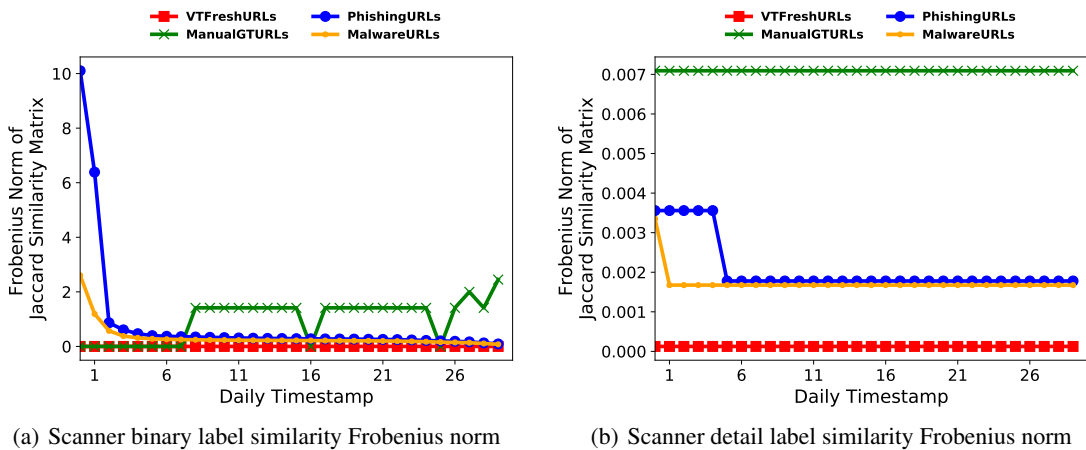 VTFreshURLs PhishingURLs
ManualGTURLs MalwareURLs
10
8
6
4
2
0
Frobenius Norm of
Jaccard Similarity Matrix
1 6 11 16 21 26
Daily Timestamp
(a) Scanner binary label similarity Frobenius norm
VTFreshURLs PhishingURLs
ManualGTURLs MalwareURLs
0.007
0.006
0.005
0.004
0.003
0.002
0.001
0.000
Frobenius Norm of
Jaccard Similarity Matrix
1 6 11 16 21 26
Daily Timestamp
(b) Scanner detail label similarity Frobenius norm